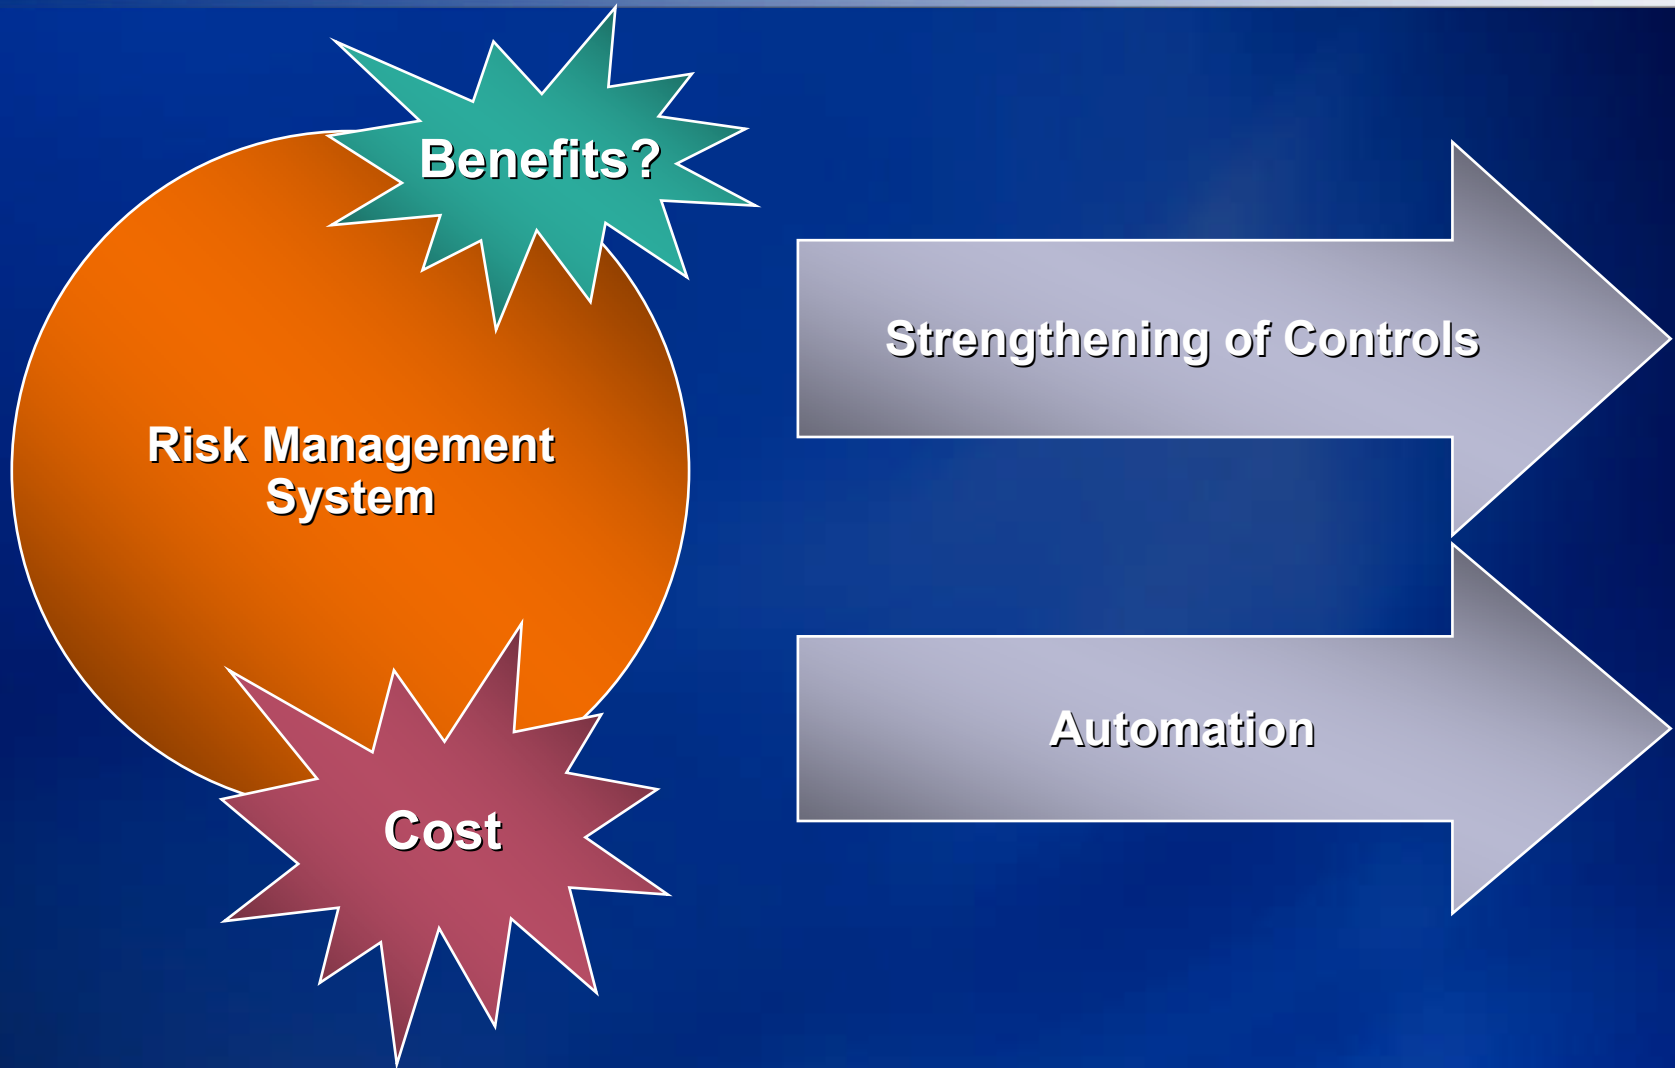 Benefits?
Risk Management
System
Cost
Strengthening of Controls
Automation